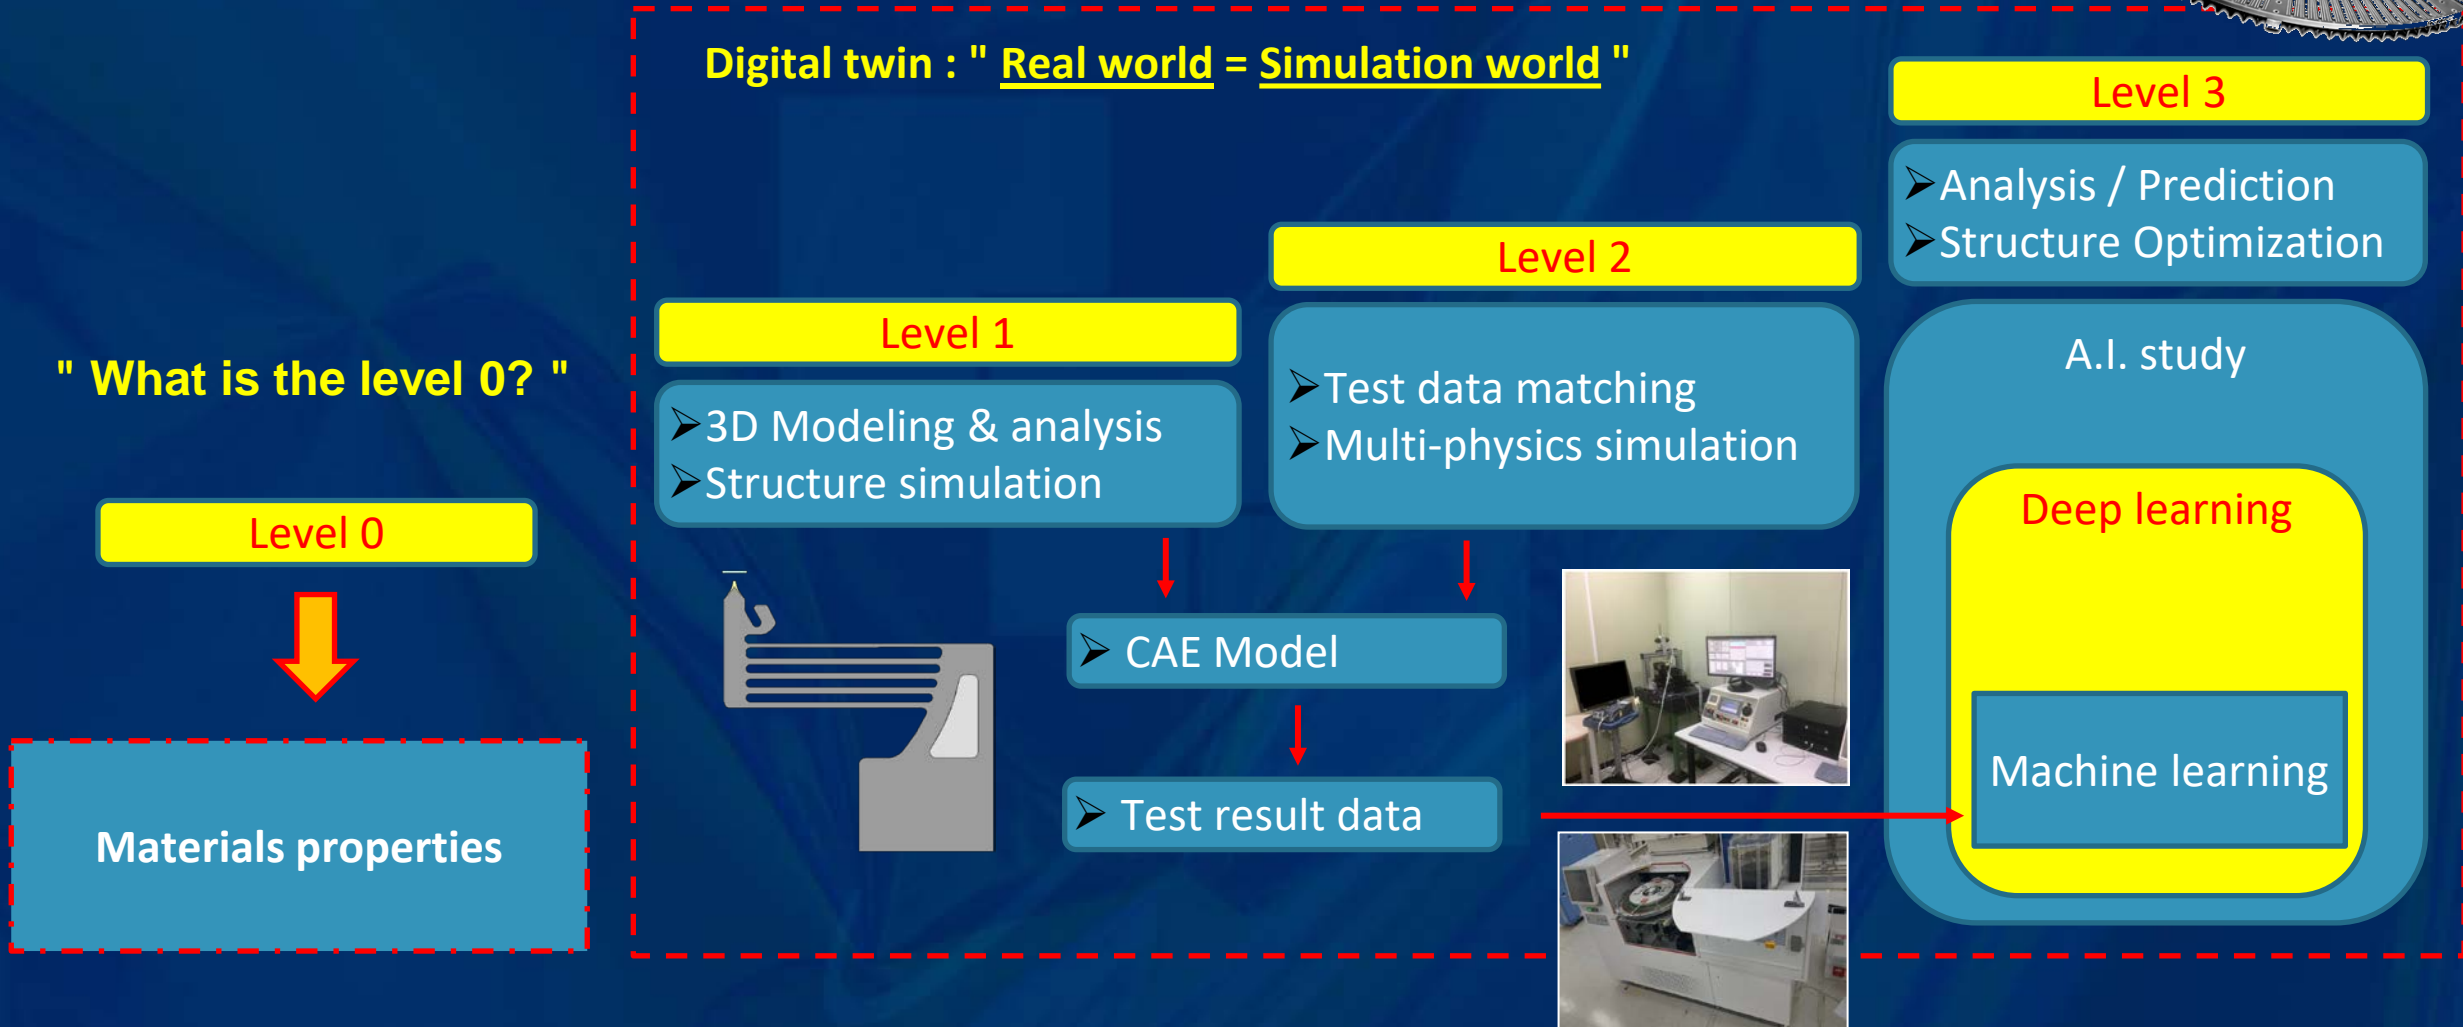 Digital twin : " Real world = Simulation world "
" What is the level 0? "
Level 0
Materials properties
Level 1
➢3D Modeling & analysis
➢Structure simulation
Level 2
➢Test data matching
➢Multi-physics simulation
➢ CAE Model
➢ Test result data
Level 3
➢Analysis / Prediction
➢Structure Optimization
A.I. study
Deep learning
Machine learning